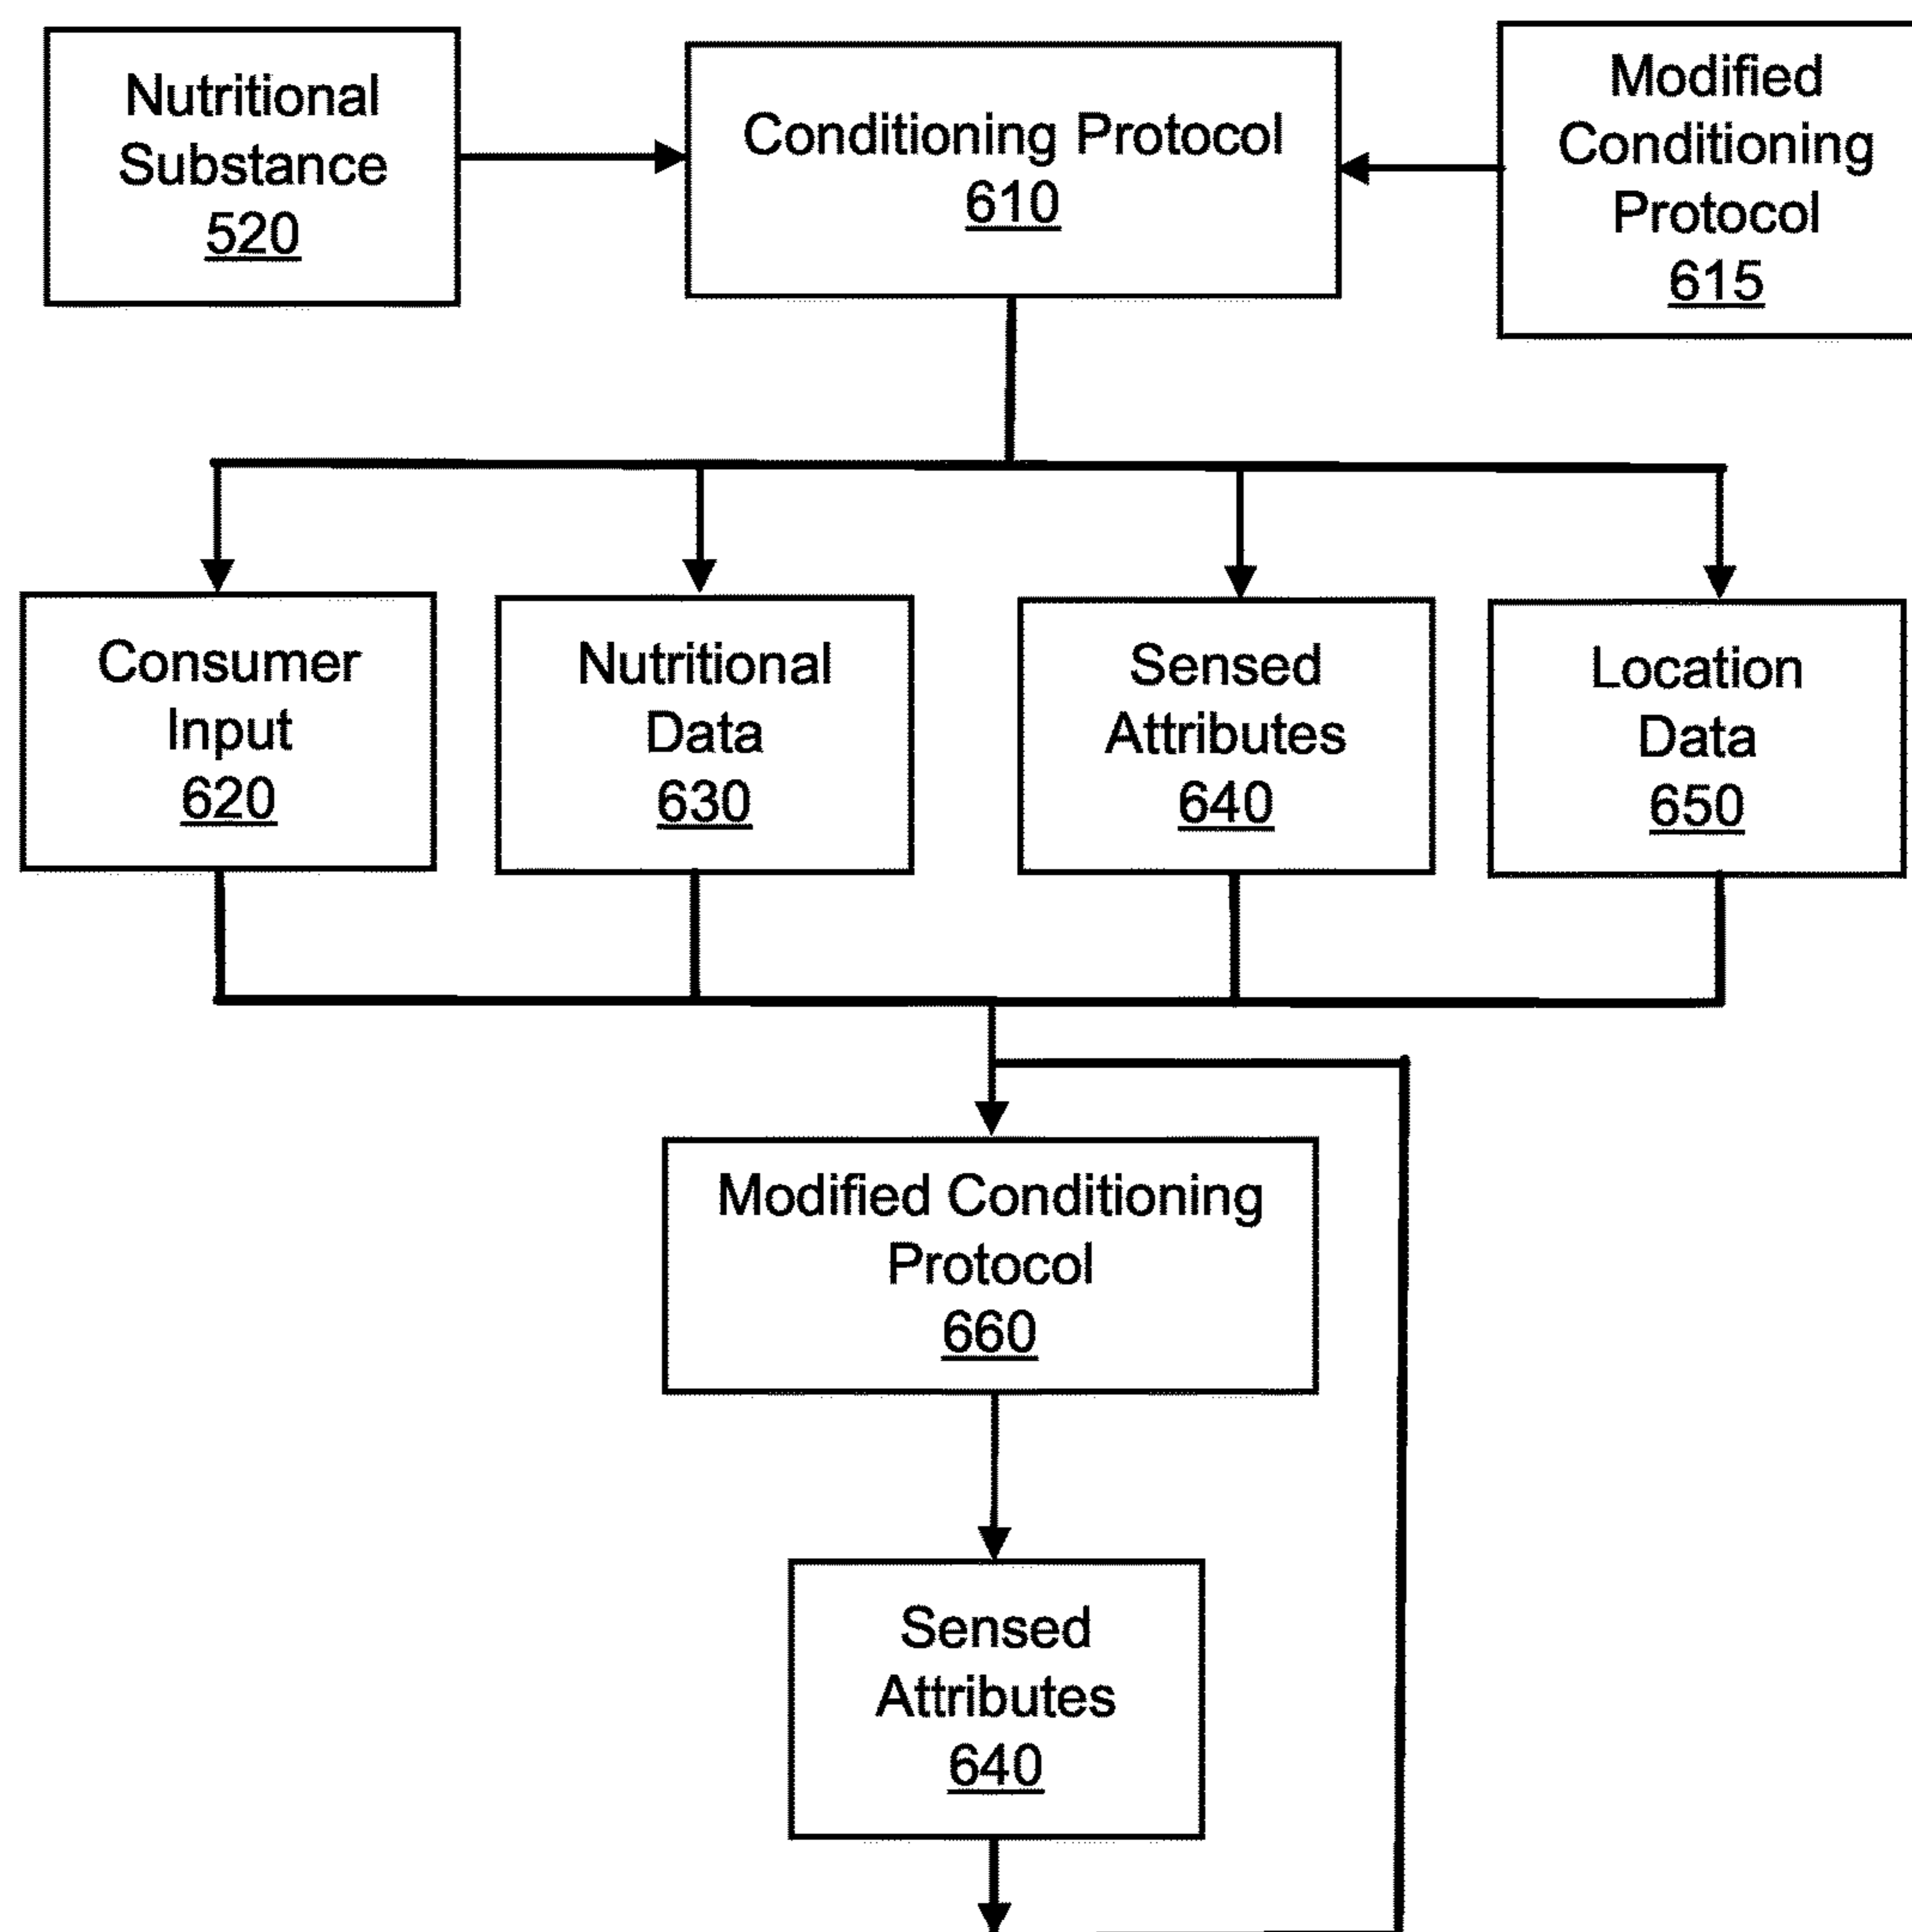 Nutritional
Substance
520
Conditioning Protocol
610
Modified
Conditioning
Protocol
615
Consumer
Input
620
Nutritional
Data
630
Sensed
Attributes
640
Location
Data
650
Modified Conditioning
Protocol
660
Sensed
Attributes
640